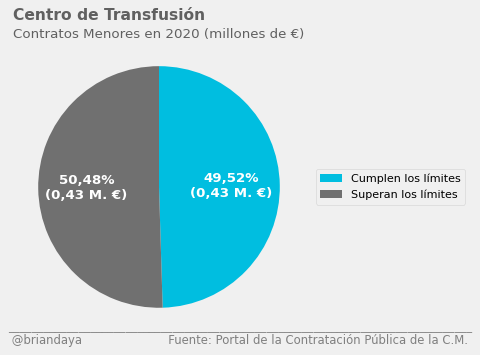 Centro de Transfusión
Contratos Menores en 2020 (millones de €)
50,48%
(0,43 M. €)
49,52%
(0,43 M. €)
Cumplen los límites
Superan los límites
@briandaya
Fuente: Portal de la Contratación Pública de la C.M.